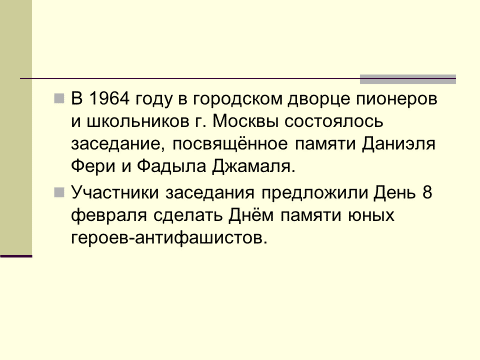 В 1964 году в городском дворце пионеров
и школьников г. Москвы состоялось
заседание, посвящённое памяти Даниэля
Фери и Фадыла Джамаля.
Участники заседания предложили День 8
февраля сделать Днём памяти юных
героев-антифашистов.